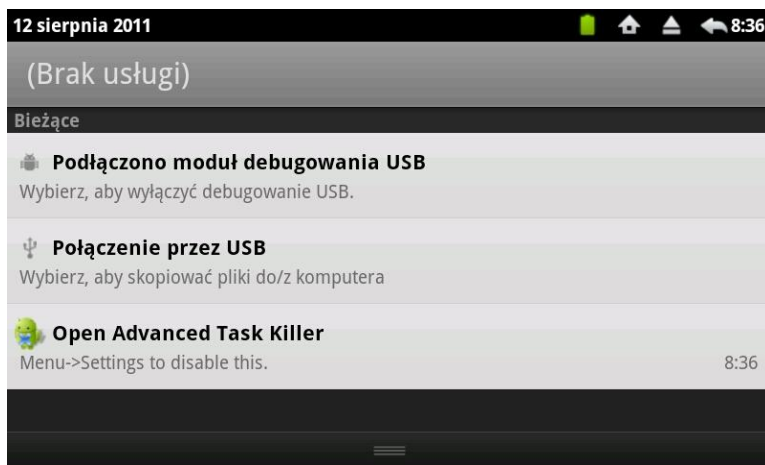 12 sierpnia 2011 8:36
(Brak usługi)
Bieżące
Podłączono moduł debugowania USB
Wybierz, aby wyłączyć debugowanie USB.
Połączenie przez USB
Wybierz, aby skopiować pliki do/z komputera
Open Advanced Task Killer
Menu->Settings to disable this. 8:36